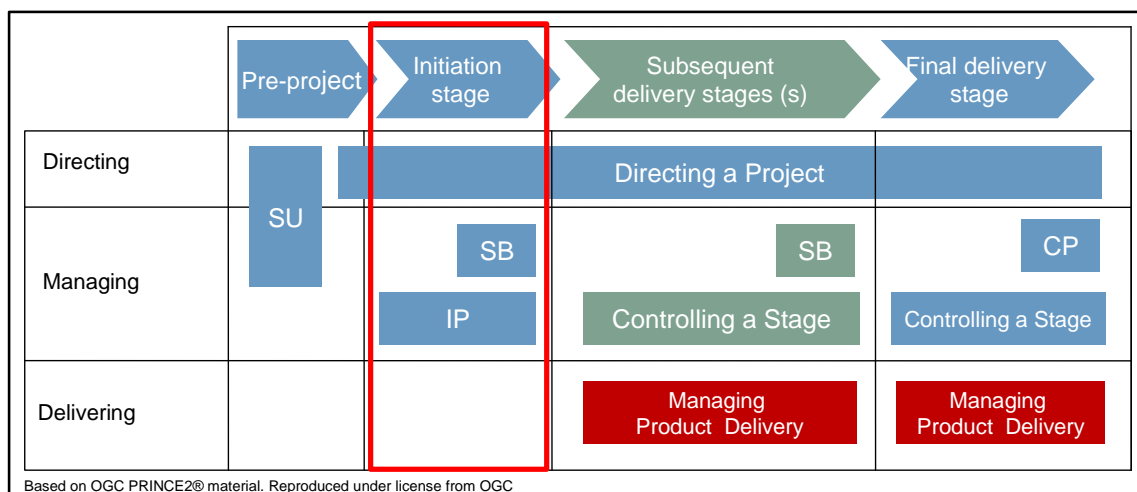 Pre-project
Initiation
stage
Subsequent
delivery stages (s)
Final delivery
stage
Directing
SU
Directing a Project
Managing
SB
SB
CP
IP
Controlling a Stage
Controlling a Stage
Delivering
Managing
Product Delivery
Managing
Product Delivery
Based on OGC PRINCE2® material. Reproduced under license from OGC